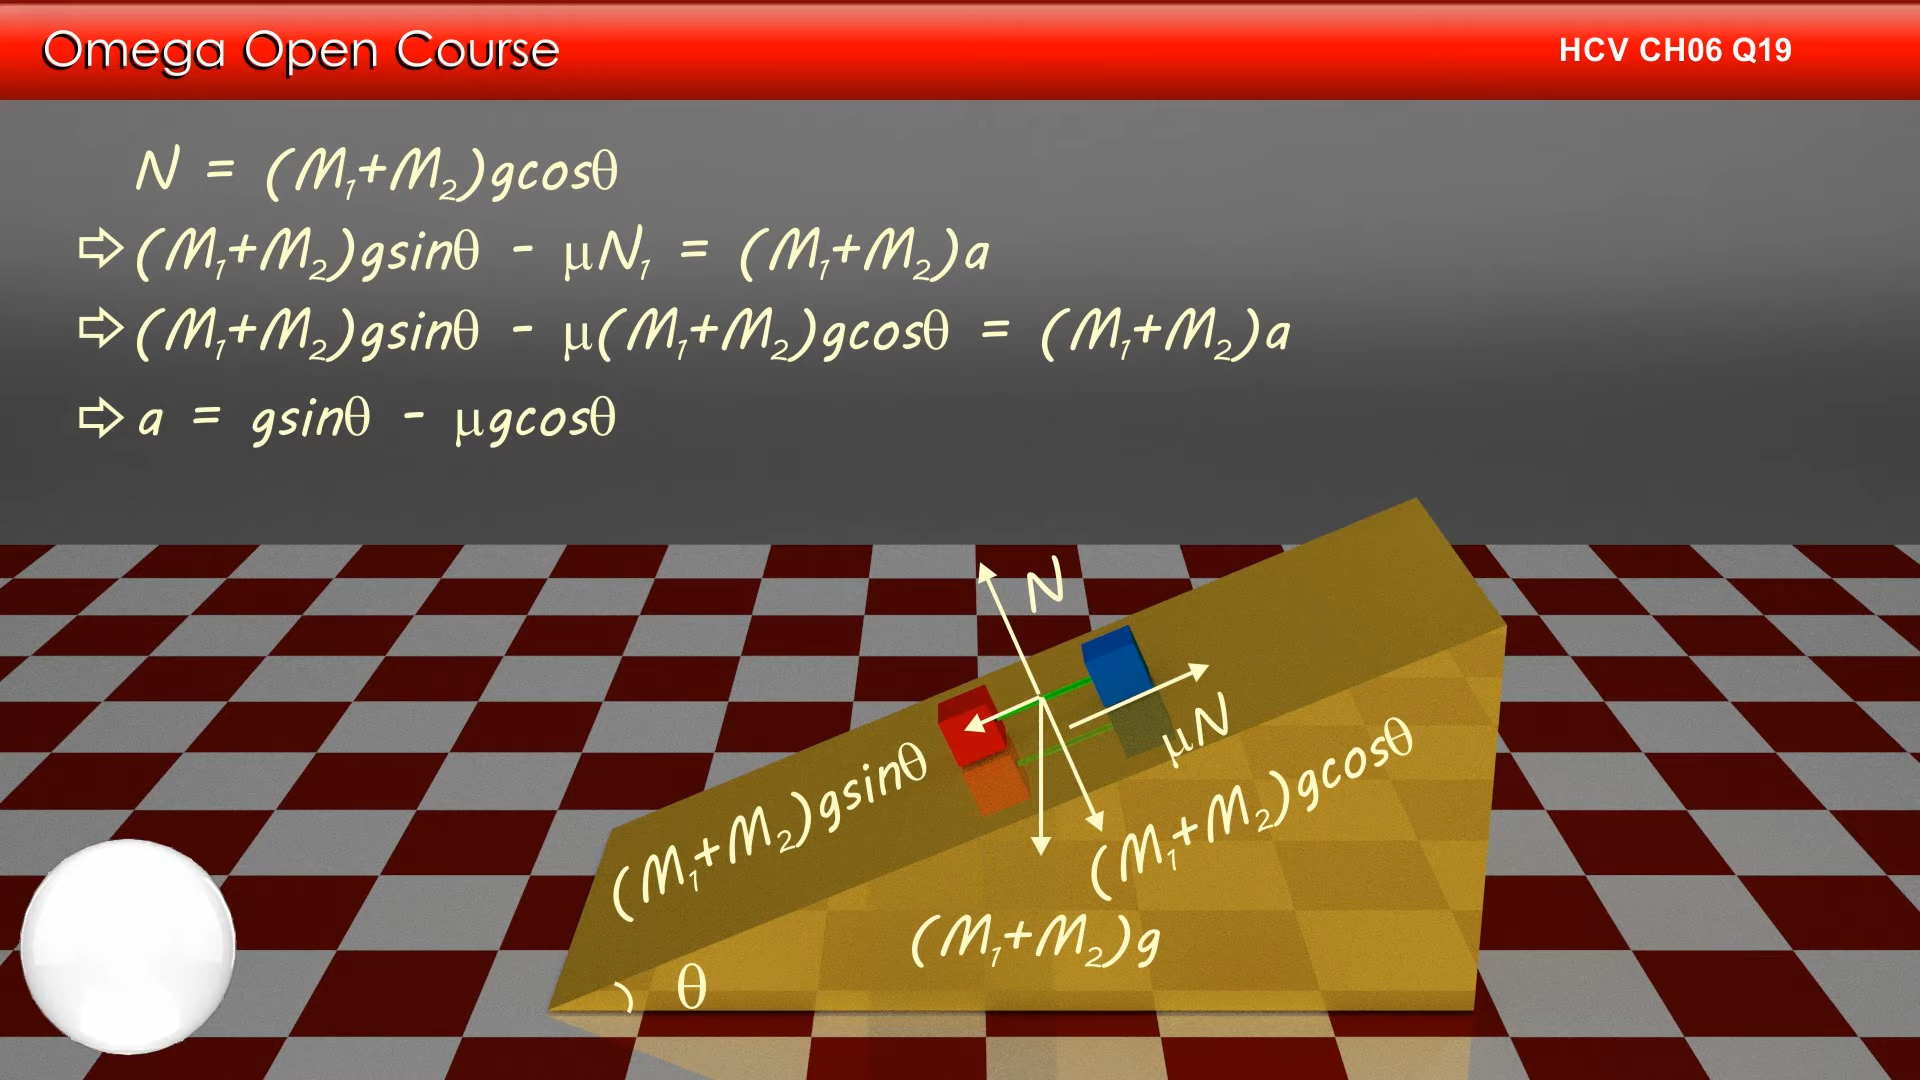 Omega Open Course
HCV CH06 Q19
N = (M₁+M₂)gcosθ
⇨ (M₁+M₂)gsinθ - μN₁ = (M₁+M₂)a
⇨ (M₁+M₂)gsinθ - μ(M₁+M₂)gcosθ = (M₁+M₂)a
⇨ a = gsinθ - μgcosθ
N
μN
(M₁+M₂)gsinθ
(M₁+M₂)gcosθ
(M₁+M₂)g
θ